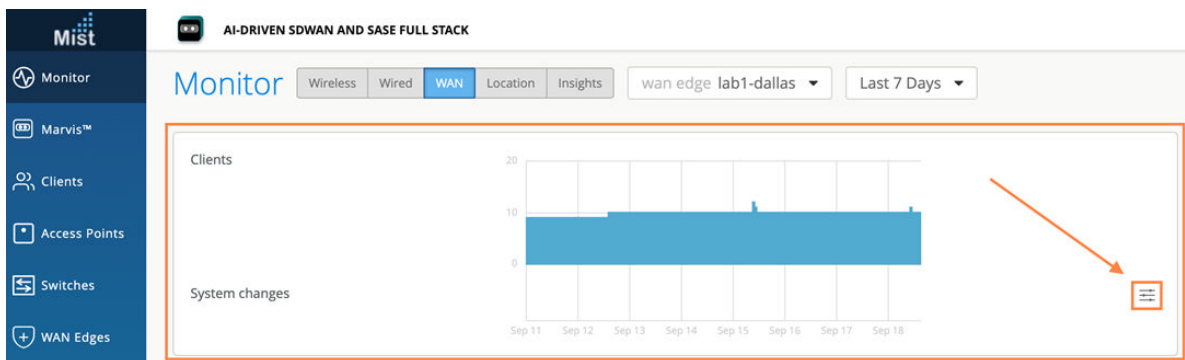 Mist
AI-DRIVEN SDWAN AND SASE FULL STACK
Monitor
Marvis™
Clients
Access Points
Switches
WAN Edges
Monitor
Wireless Wired WAN Location Insights
wan edge lab1-dallas
Last 7 Days
Clients
20
10
0
System changes
Sep 11 Sep 12 Sep 13 Sep 14 Sep 15 Sep 16 Sep 17 Sep 18